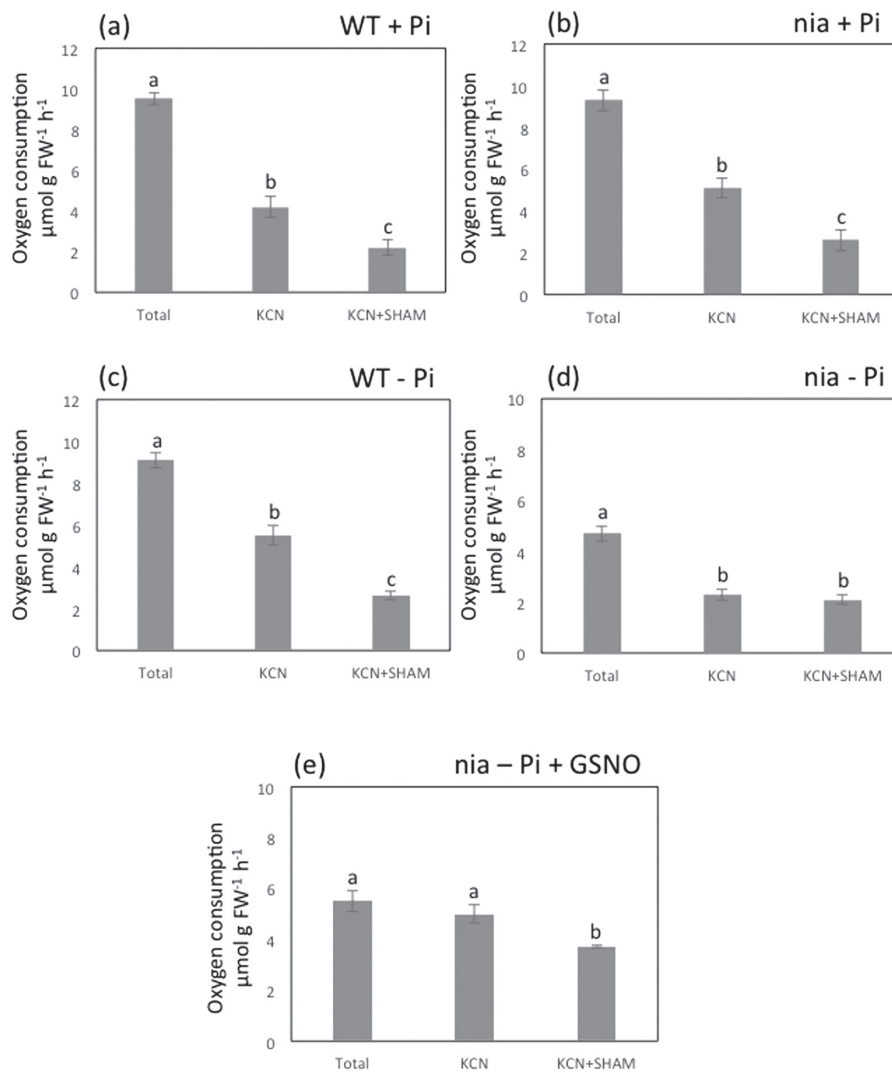 (a) WT + Pi
Oxygen consumption
µmol g FW-1 h-1
12
10
8
6
4
2
0
a
b
c
Total KCN KCN+SHAM
(b) nia + Pi
Oxygen consumption
µmol g FW-1 h-1
12
10
8
6
4
2
0
a
b
c
Total KCN KCN+SHAM
(c) WT - Pi
Oxygen consumption
µmol g FW-1 h-1
12
10
8
6
4
2
0
a
b
c
Total KCN KCN+SHAM
(d) nia - Pi
Oxygen consumption
µmol g FW-1 h-1
10
8
6
4
2
0
a
b
b
Total KCN KCN+SHAM
(e) nia – Pi + GSNO
Oxygen consumption
µmol g FW-1 h-1
10
8
6
4
2
0
a
a
b
Total KCN KCN+SHAM